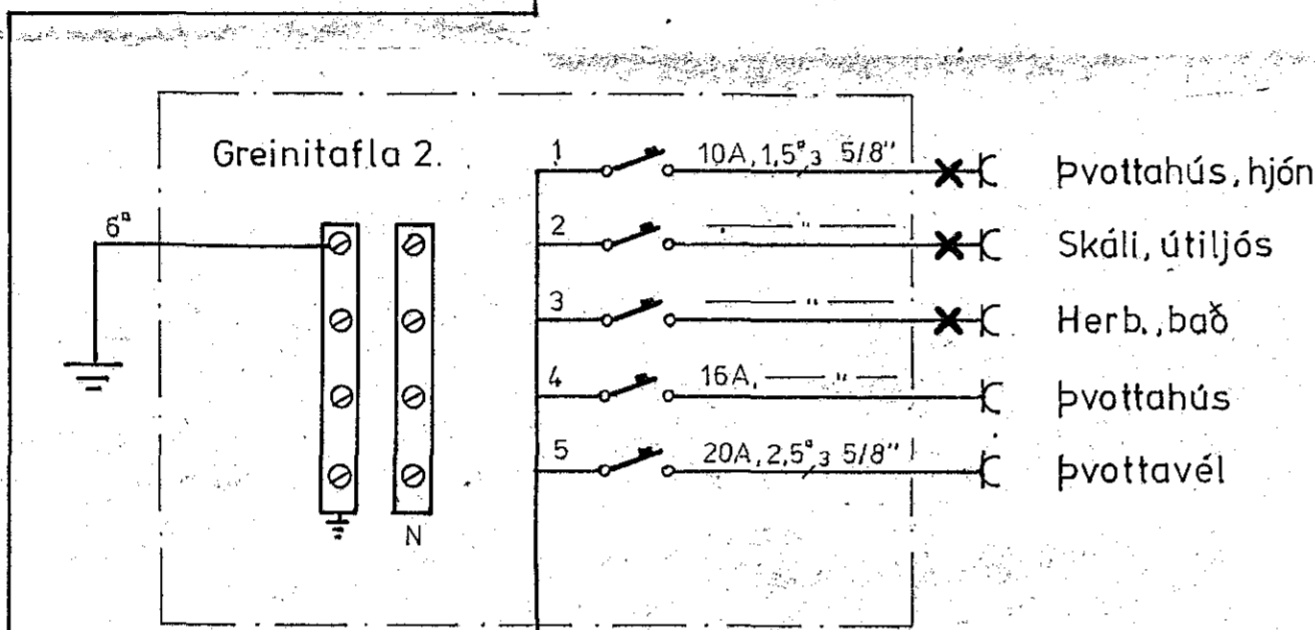 Greinitafla 2.
6▫
N
1 10A, 1,5▫ 3 5/8" Þvottahús, hjón
2 —— " —— Skáli, útiljós
3 —— " —— Herb., bað
4 16A, —— " —— Þvottahús
5 20A, 2,5▫ 3 5/8" Þvottavél